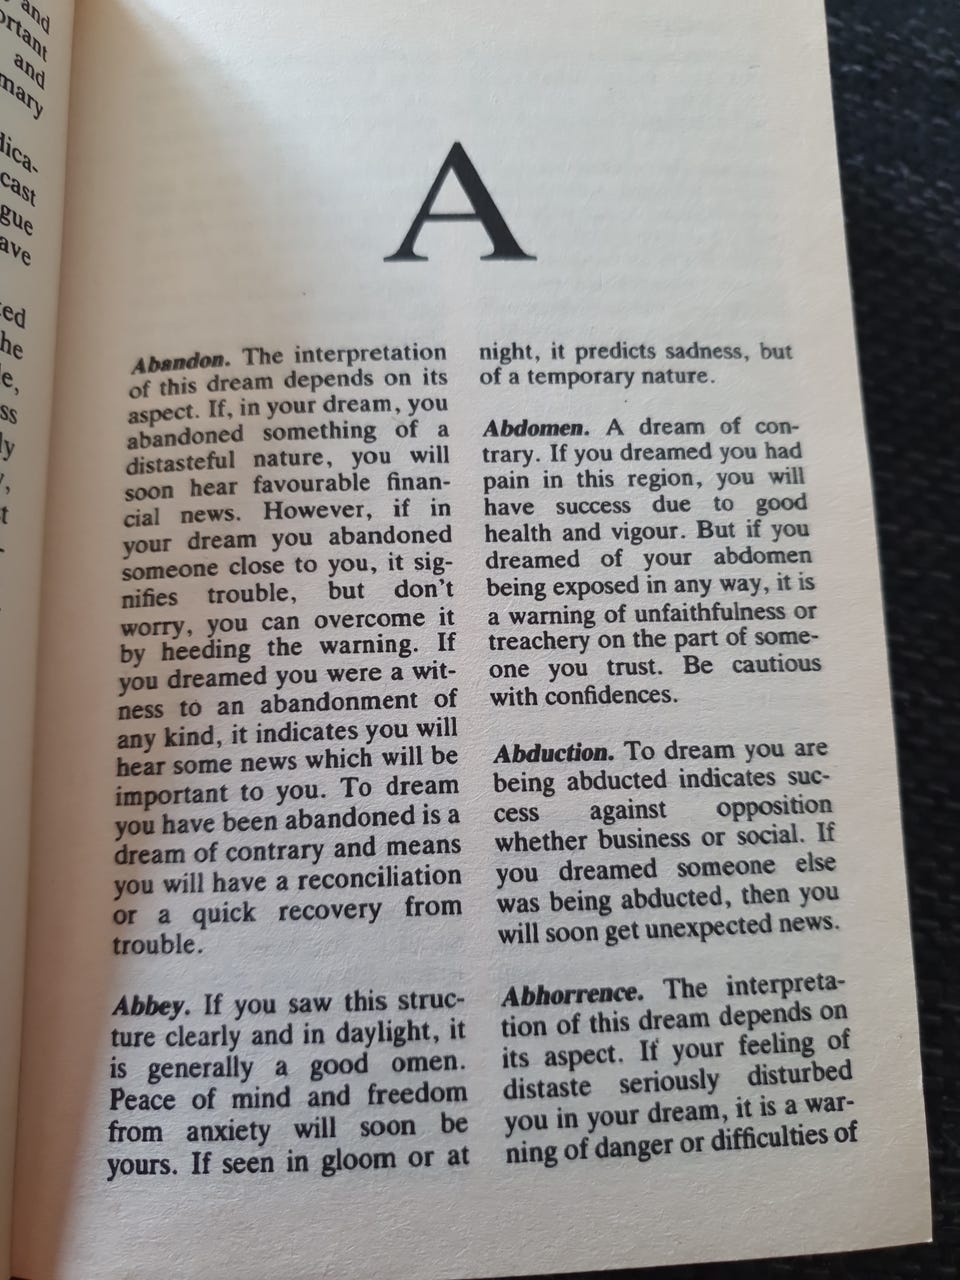 and
ortant
and
mary
dica-
cast
gue
ave
ted
he
e,
ss
ly
A
Abandon. The interpretation
of this dream depends on its
aspect. If, in your dream, you
abandoned something of a
distasteful nature, you will
soon hear favourable finan-
cial news. However, if in
your dream you abandoned
someone close to you, it sig-
nifies trouble, but don't
worry, you can overcome it
by heeding the warning. If
you dreamed you were a wit-
ness to an abandonment of
any kind, it indicates you will
hear some news which will be
important to you. To dream
you have been abandoned is a
dream of contrary and means
you will have a reconciliation
or a quick recovery from
trouble.
Abbey. If you saw this struc-
ture clearly and in daylight, it
is generally a good omen.
Peace of mind and freedom
from anxiety will soon be
yours. If seen in gloom or at
night, it predicts sadness, but
of a temporary nature.
Abdomen. A dream of con-
trary. If you dreamed you had
pain in this region, you will
have success due to good
health and vigour. But if you
dreamed of your abdomen
being exposed in any way, it is
a warning of unfaithfulness or
treachery on the part of some-
one you trust. Be cautious
with confidences.
Abduction. To dream you are
being abducted indicates suc-
cess against opposition
whether business or social. If
you dreamed someone else
was being abducted, then you
will soon get unexpected news.
Abhorrence. The interpreta-
tion of this dream depends on
its aspect. If your feeling of
distaste seriously disturbed
you in your dream, it is a war-
ning of danger or difficulties of